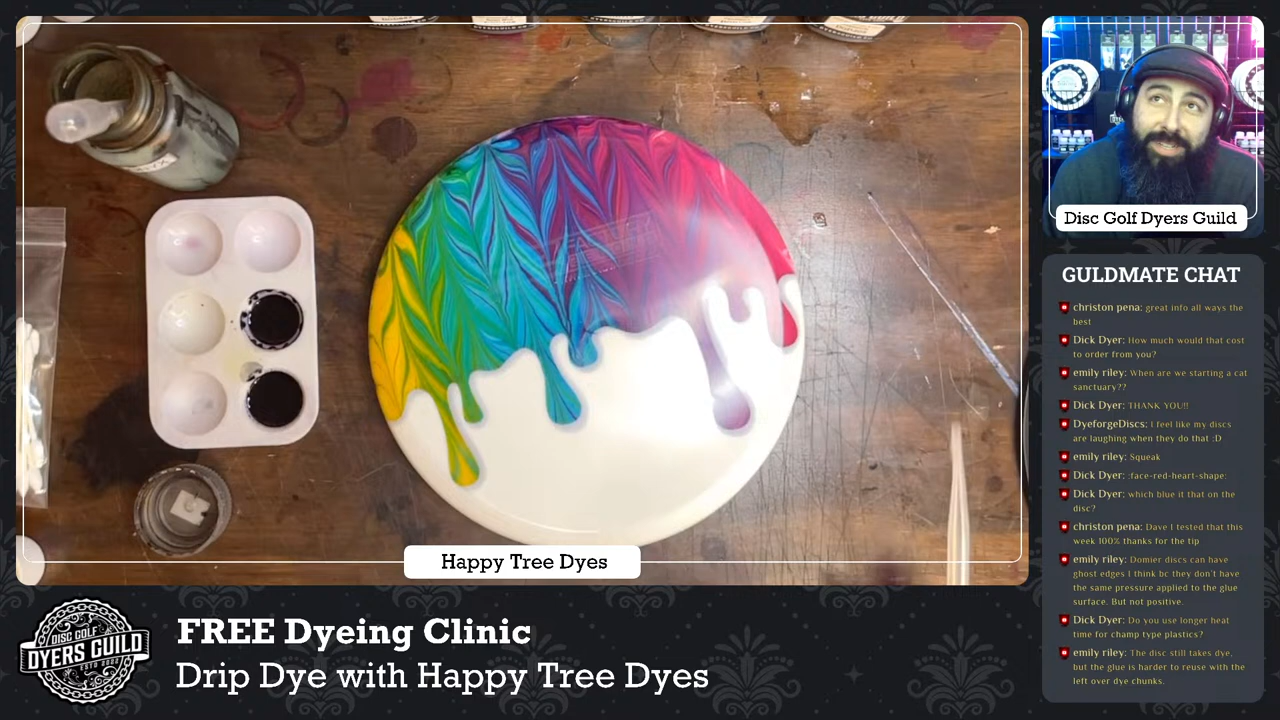 Happy Tree Dyes
Disc Golf Dyers Guild
GULDMATE CHAT
christon pena: great info all ways the
best
Dick Dyer: How much would that cost
to order from you?
emily riley: When are we starting a cat
sanctuary??
Dick Dyer: THANK YOU!!
DyeforgeDiscs: I feel like my discs
are laughing when they do that :D
emily riley: Squeak
Dick Dyer: :face-red-heart-shape:
Dick Dyer: which blue it that on the
disc?
christon pena: Dave I tested that this
week 100% thanks for the tip
emily riley: Domier discs can have
ghost edges I think bc they don't have
the same pressure applied to the glue
surface. But not positive.
Dick Dyer: Do you use longer heat
time for champ type plastics?
emily riley: The disc still takes dye,
but the glue is harder to reuse with the
left over dye chunks.
DISC GOLF
DYERS GUILD
FREE Dyeing Clinic
Drip Dye with Happy Tree Dyes